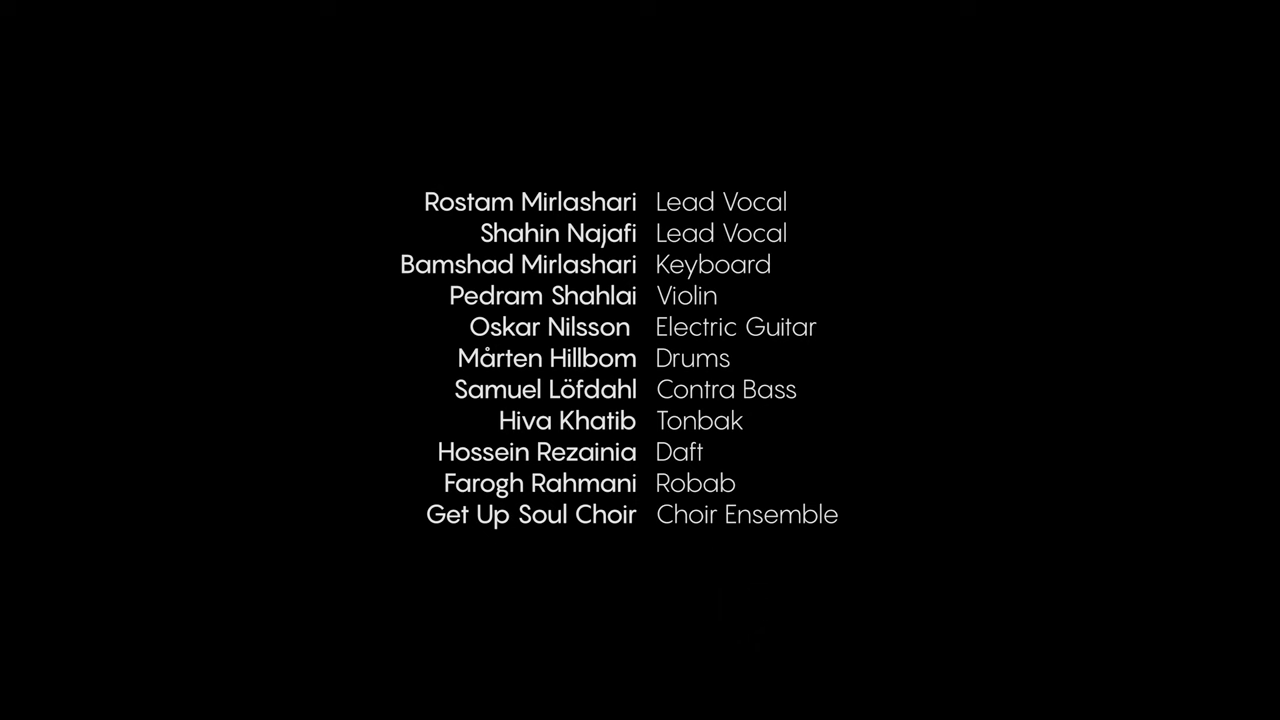 Rostam Mirlashari Lead Vocal
Shahin Najafi Lead Vocal
Bamshad Mirlashari Keyboard
Pedram Shahlai Violin
Oskar Nilsson Electric Guitar
Mårten Hillbom Drums
Samuel Löfdahl Contra Bass
Hiva Khatib Tonbak
Hossein Rezainia Daft
Farogh Rahmani Robab
Get Up Soul Choir Choir Ensemble